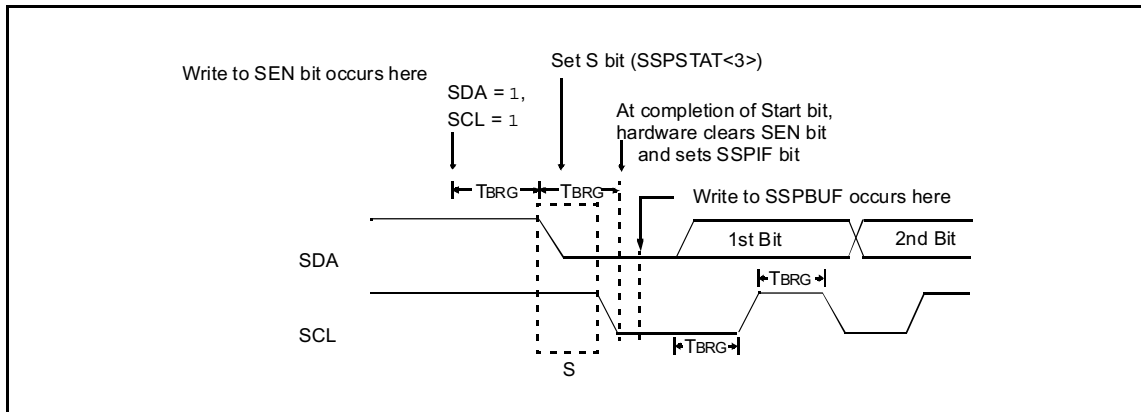 Set S bit (SSPSTAT<3>)
Write to SEN bit occurs here
SDA = 1,
SCL = 1
At completion of Start bit,
hardware clears SEN bit
and sets SSPIF bit
TBRG
TBRG
Write to SSPBUF occurs here
1st Bit
2nd Bit
SDA
TBRG
SCL
TBRG
S